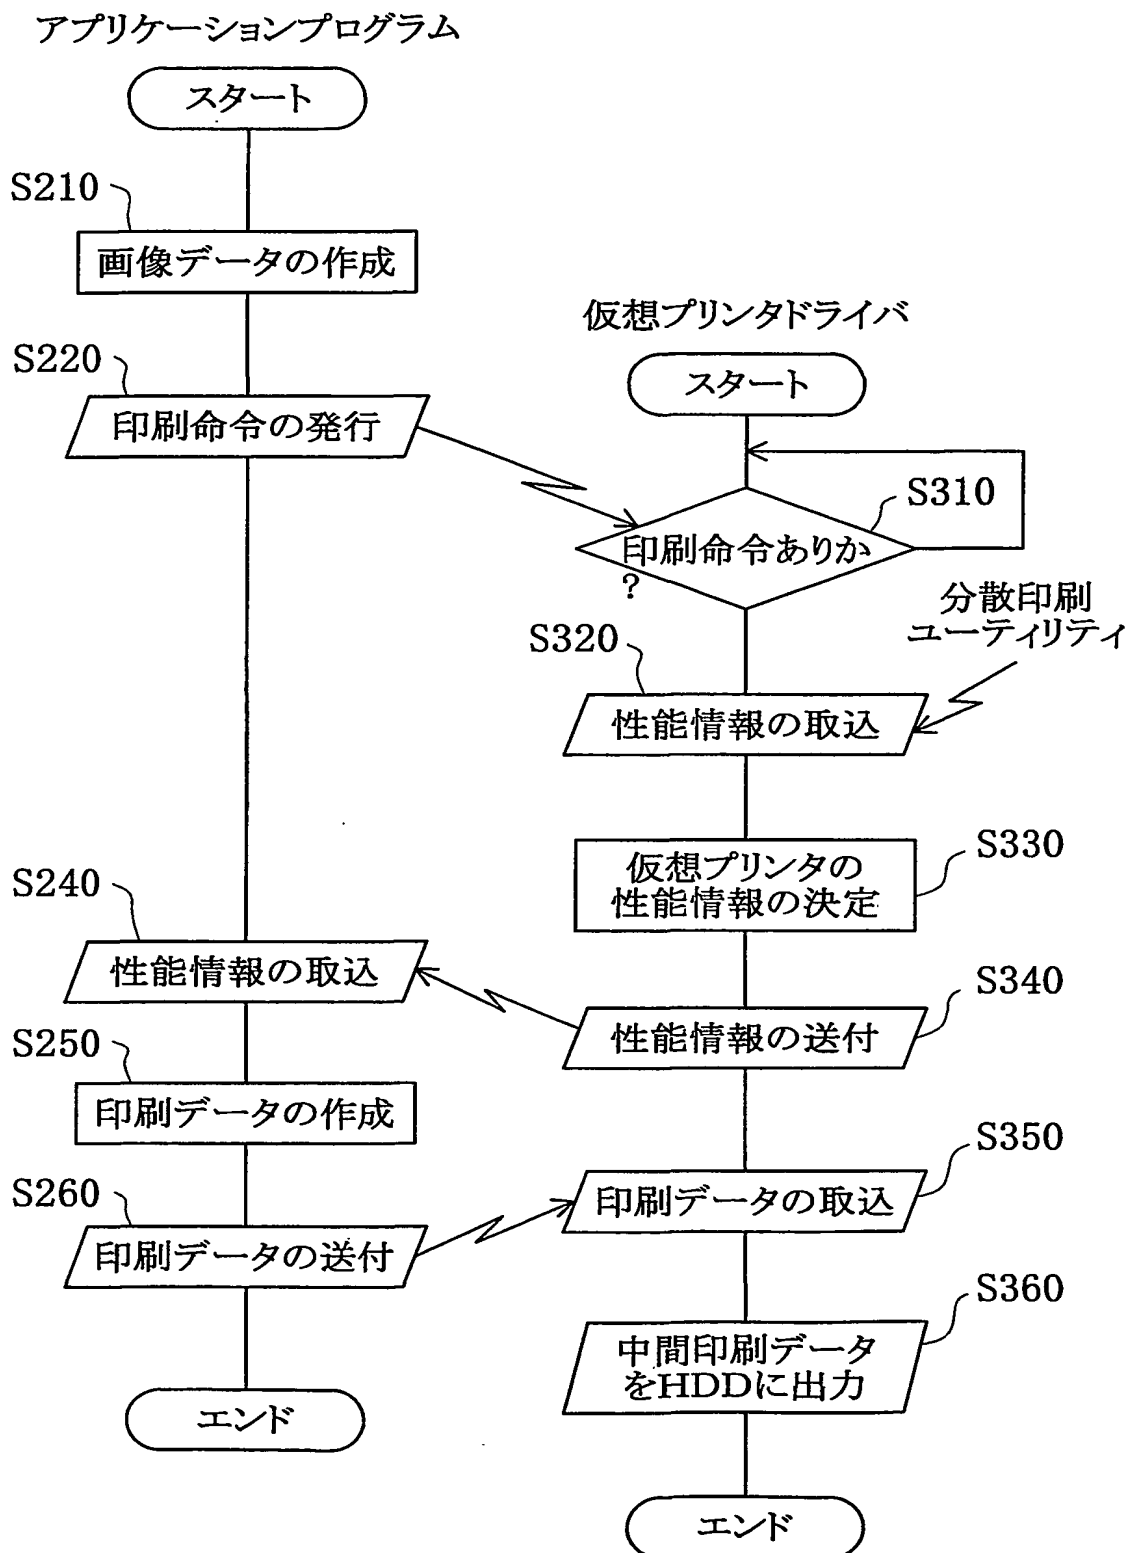 アプリケーションプログラム
スタート
S210
画像データの作成
S220
印刷命令の発行
仮想プリンタドライバ
スタート
S310
印刷命令ありか
?
分散印刷
ユーティリティ
S320
性能情報の取込
S330
仮想プリンタの
性能情報の決定
S240
性能情報の取込
S340
性能情報の送付
S250
印刷データの作成
S350
印刷データの取込
S260
印刷データの送付
S360
中間印刷データ
をHDDに出力
エンド
エンド